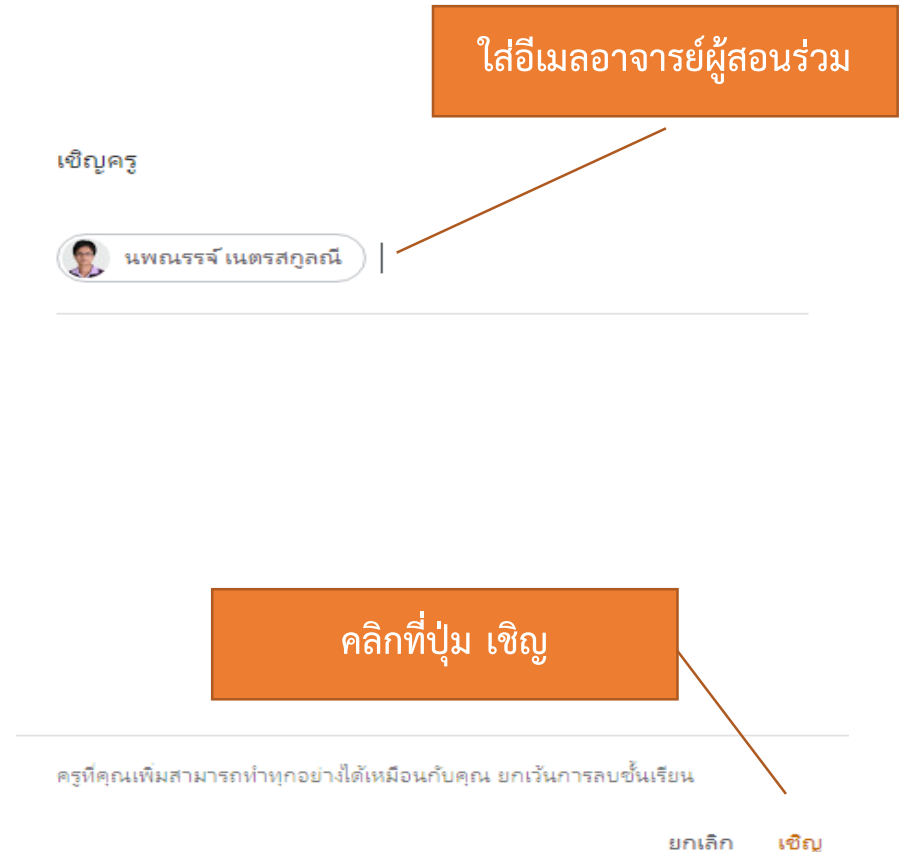 ใส่อีเมลอาจารย์ผู้สอนร่วม
เชิญครู
นพณรรจ์ เนตรสกูลณี
คลิกที่ปุ่ม เชิญ
ครูที่คุณเพิ่มสามารถทำทุกอย่างได้เหมือนกับคุณ ยกเว้นการลบชั้นเรียน
ยกเลิก เชิญ